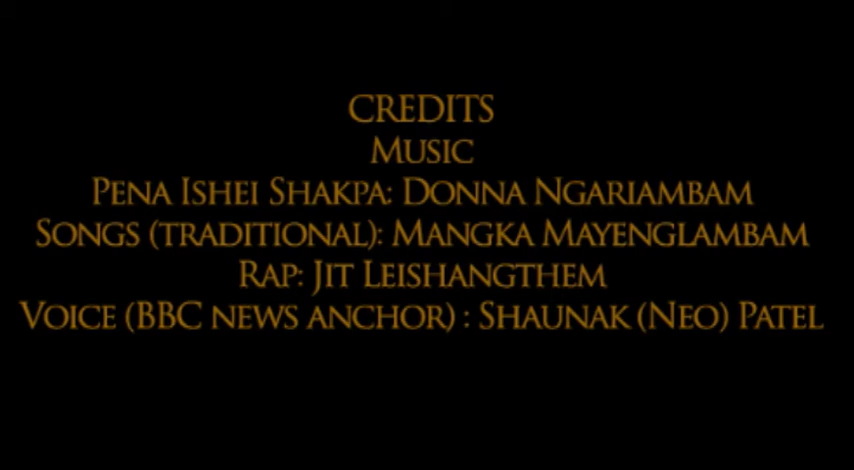 CREDITS
MUSIC
PENA ISHEI SHAKPA: DONNA NGARIAMBAM
SONGS (TRADITIONAL): MANGKA MAYENGLAMBAM
RAP: JIT LEISHANGTHEM
VOICE (BBC NEWS ANCHOR) : SHAUNAK (NEO) PATEL